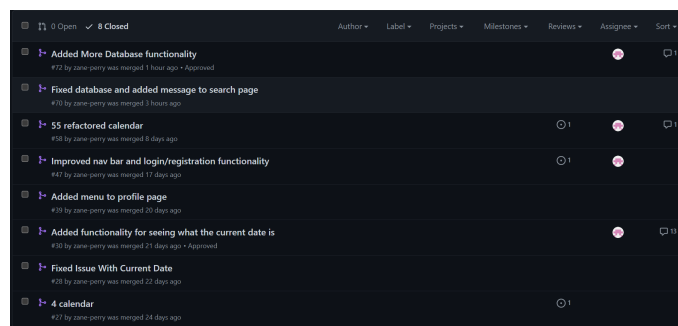 0 Open 8 Closed Author Label Projects Milestones Reviews Assignee Sort
Added More Database functionality
1
#72 by zane-perry was merged 1 hour ago • Approved
Fixed database and added message to search page
#70 by zane-perry was merged 3 hours ago
55 refactored calendar
1 1
#58 by zane-perry was merged 8 days ago
Improved nav bar and login/registration functionality
1
#47 by zane-perry was merged 17 days ago
Added menu to profile page
#39 by zane-perry was merged 20 days ago
Added functionality for seeing what the current date is
13
#30 by zane-perry was merged 21 days ago • Approved
Fixed Issue With Current Date
#28 by zane-perry was merged 22 days ago
4 calendar
1
#27 by zane-perry was merged 24 days ago